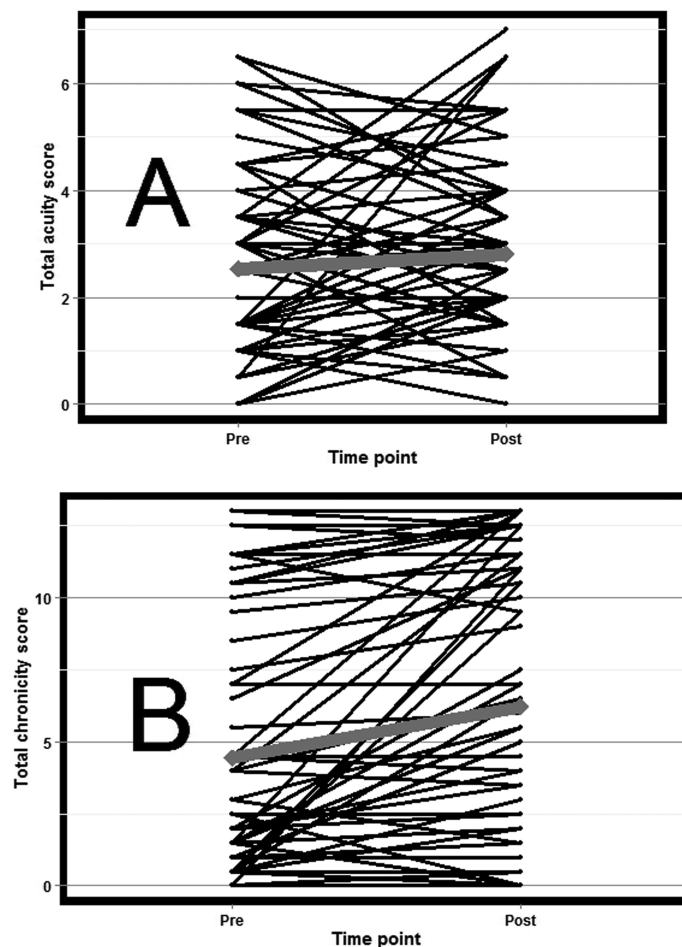 Total acuity score
6
4
2
0
A
Pre
Post
Time point
Total chronicity score
10
5
0
B
Pre
Post
Time point